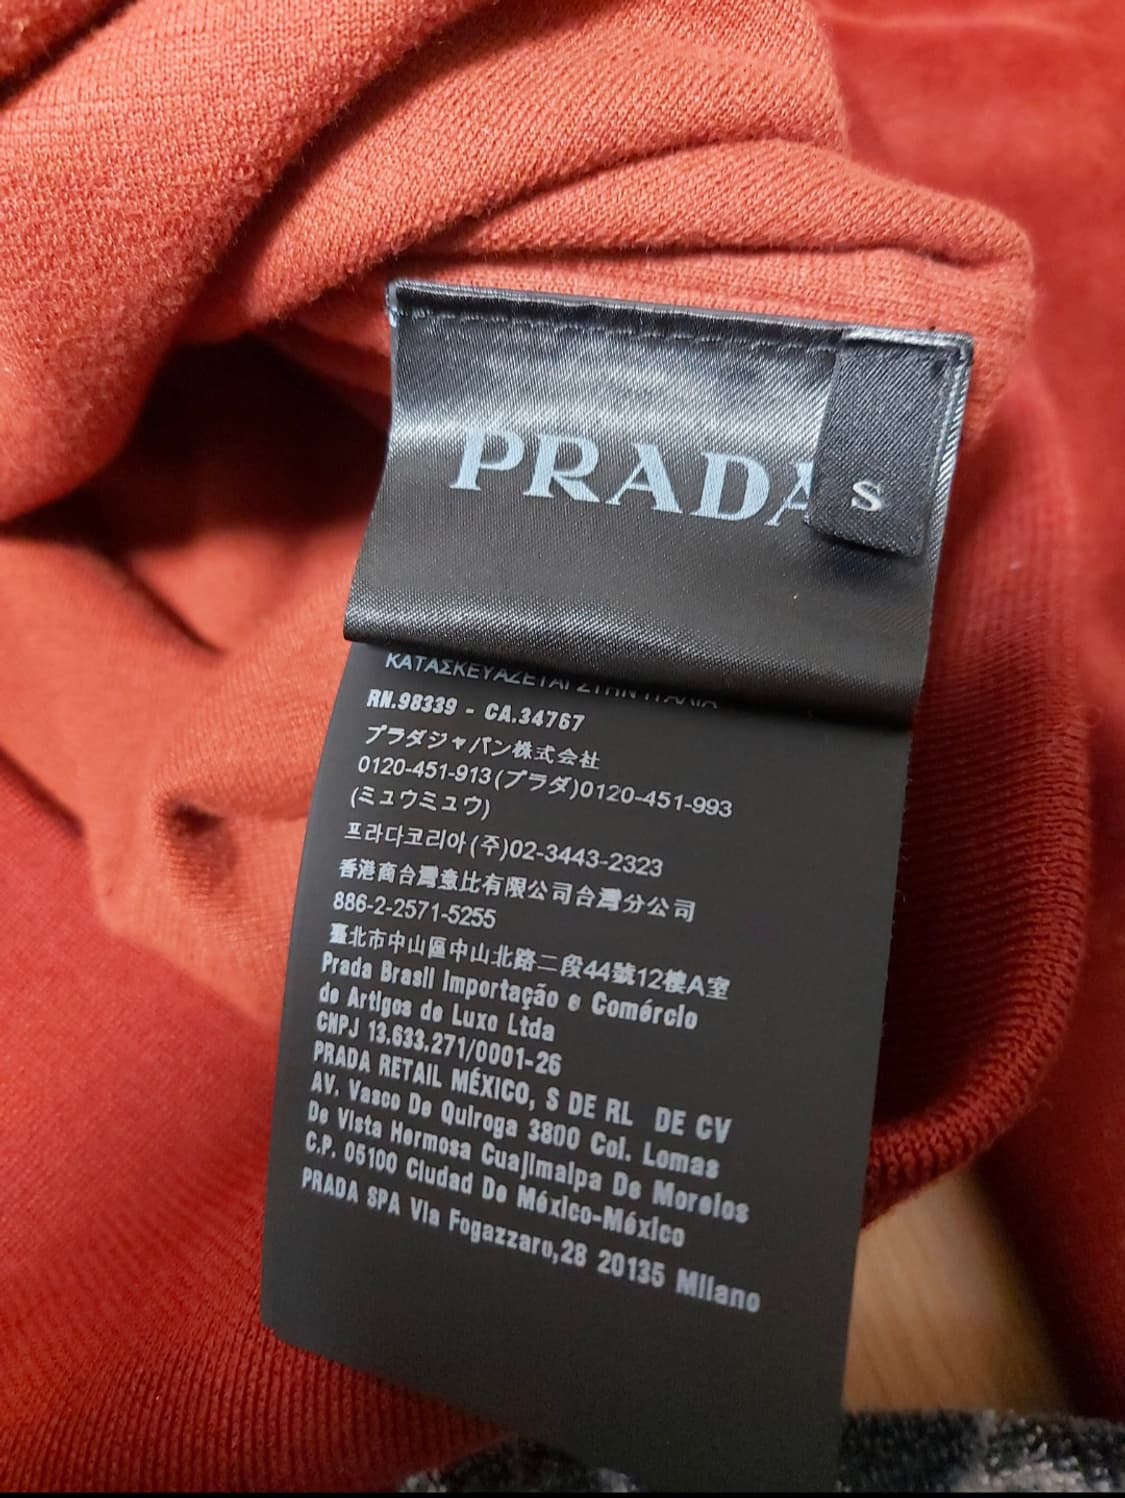 PRADA
S
ΚΑΤΑΣΚΕΥΑΖΕΤΑΙ ΣΤΗΝ ΙΤΑΛΙΑ
RN.98339 - CA.34767
プラダジャパン株式会社
0120-451-913(プラダ)0120-451-993
(ミュウミュウ)
프라다코리아(주)02-3443-2323
香港商台灣意比有限公司台灣分公司
886-2-2571-5255
臺北市中山區中山北路二段44號12樓A室
Prada Brasil Importação e Comércio
de Artigos de Luxo Ltda
CNPJ 13.633.271/0001-26
PRADA RETAIL MÉXICO, S DE RL DE CV
AV. Vasco De Quiroga 3800 Col. Lomas
De Vista Hermosa Cuajimalpa De Morelos
C.P. 05100 Ciudad De México-México
PRADA SPA Via Fogazzaro,28 20135 Milano